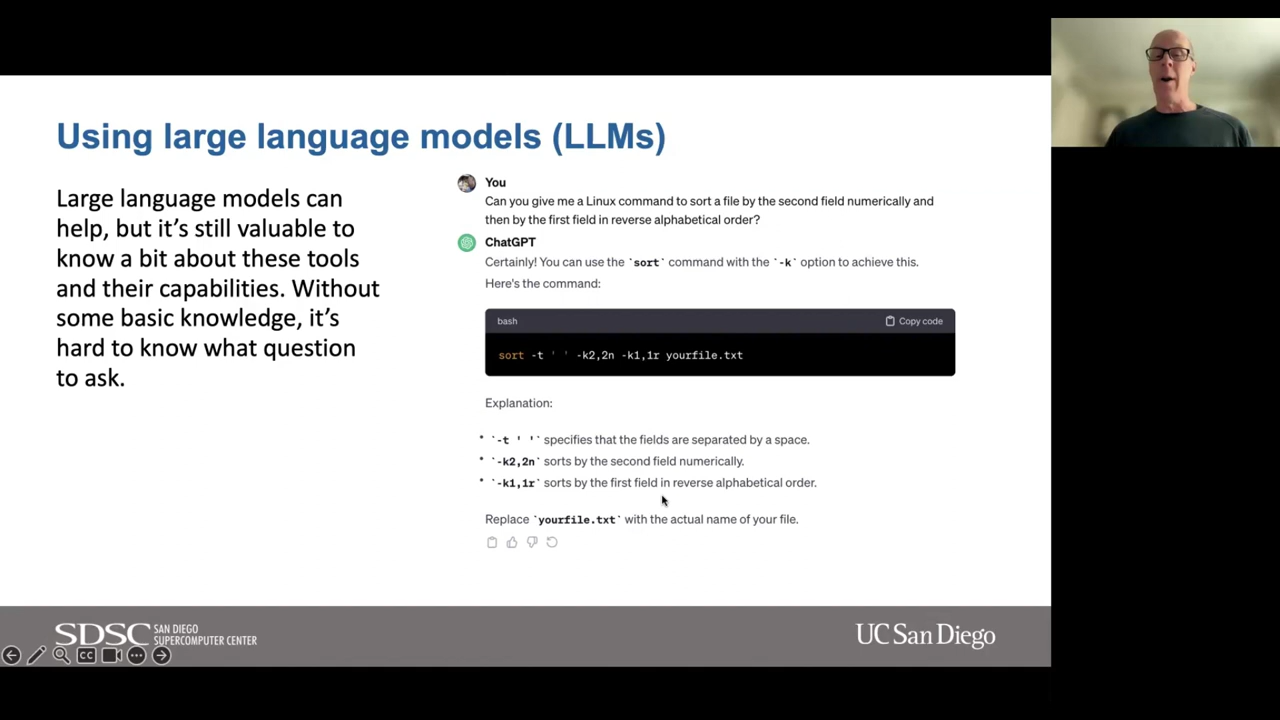 Using large language models (LLMs)
Large language models can
help, but it's still valuable to
know a bit about these tools
and their capabilities. Without
some basic knowledge, it's
hard to know what question
to ask.
You
Can you give me a Linux command to sort a file by the second field numerically and
then by the first field in reverse alphabetical order?
ChatGPT
Certainly! You can use the `sort` command with the `-k` option to achieve this.
Here's the command:
bash
Copy code
sort -t ' ' -k2,2n -k1,1r yourfile.txt
Explanation:
• `-t ' '` specifies that the fields are separated by a space.
• `-k2,2n` sorts by the second field numerically.
• `-k1,1r` sorts by the first field in reverse alphabetical order.
Replace `yourfile.txt` with the actual name of your file.
SDSC SAN DIEGO
SUPERCOMPUTER CENTER
UC San Diego
CC